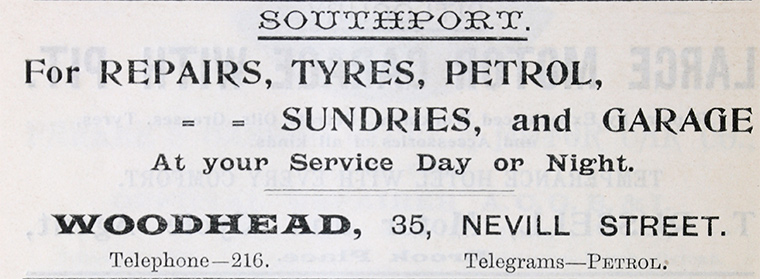 SOUTHPORT.
For REPAIRS, TYRES, PETROL,
= = SUNDRIES, and GARAGE
At your Service Day or Night.
WOODHEAD, 35, NEVILL STREET.
Telephone—216. Telegrams—PETROL.